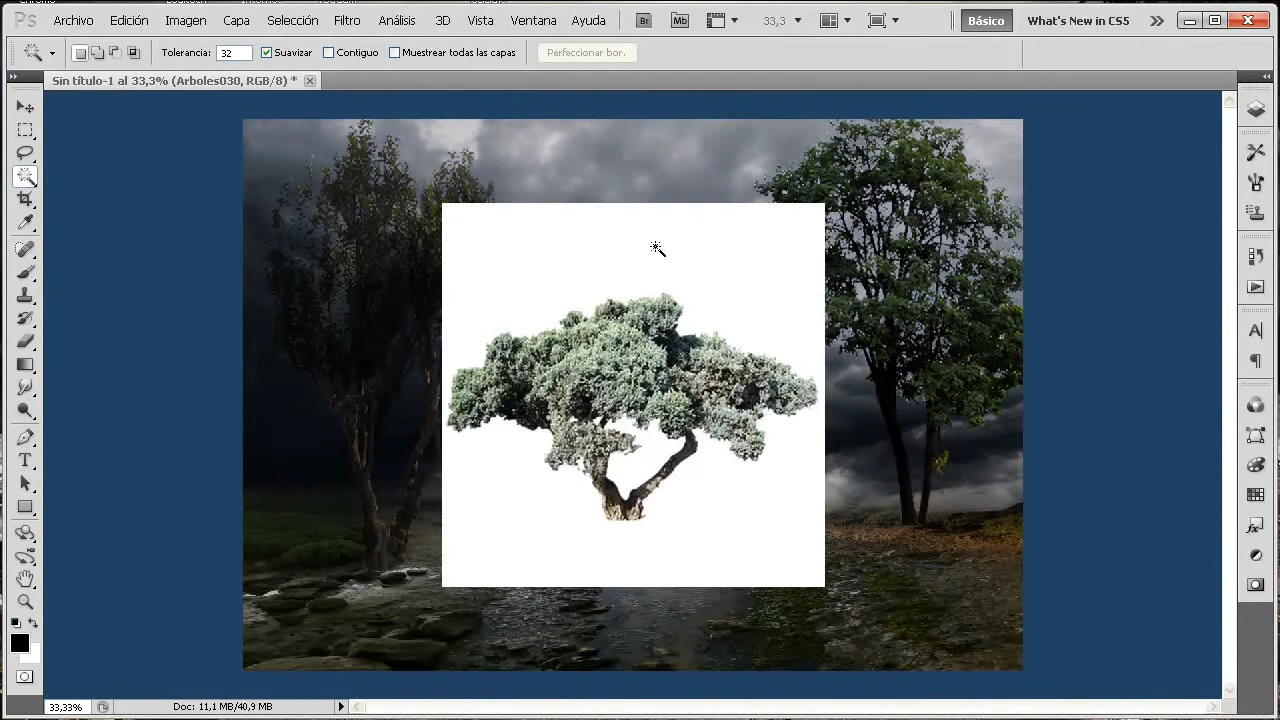 Ps Archivo Edición Imagen Capa Selección Filtro Análisis 3D Vista Ventana Ayuda Br Mb 33,3 Básico What's New in CS5
Tolerancia: 32 Suavizar Contiguo Muestrear todas las capas Perfeccionar bor.
Sin título-1 al 33,3% (Arboles030, RGB/8) *
33,33% Doc: 11,1 MB/40,9 MB